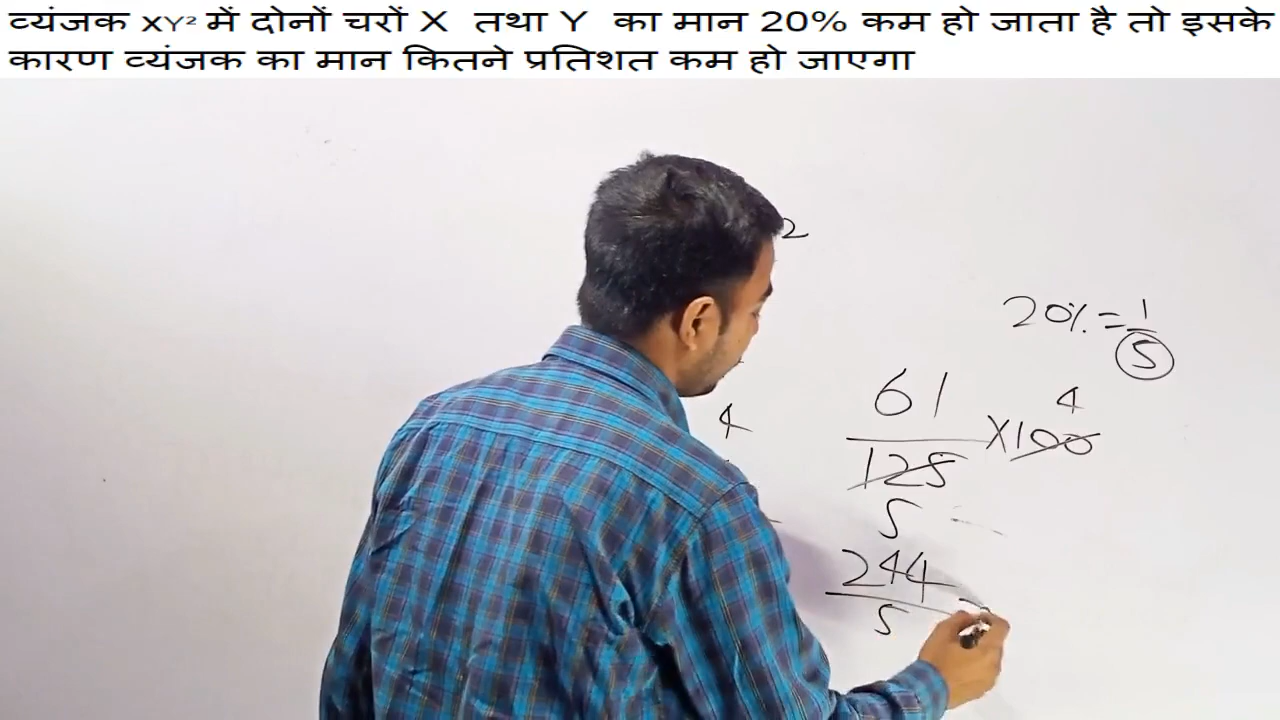 व्यंजक XY² में दोनों चरों X तथा Y का मान 20% कम हो जाता है तो इसके
कारण व्यंजक का मान कितने प्रतिशत कम हो जाएगा
2
20% = 1/5
4
61/125 × 100 4
5
244/5